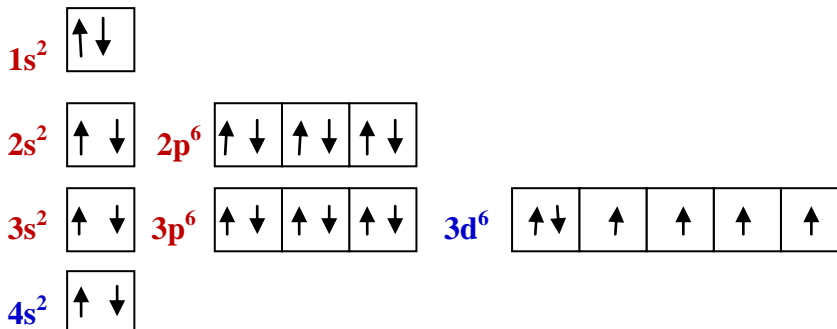 1s²
2s² 2p⁶
3s² 3p⁶ 3d⁶
4s²